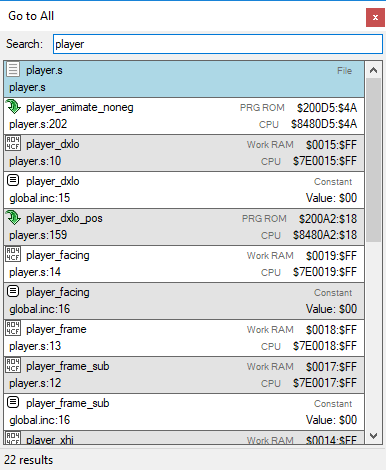 Go to All
x
Search: player
player.s File
player.s
player_animate_noneg PRG ROM $200D5:$4A
player.s:202 CPU $8480D5:$4A
player_dxlo Work RAM $0015:$FF
player.s:10 CPU $7E0015:$FF
player_dxlo Constant
global.inc:15 Value: $00
player_dxlo_pos PRG ROM $200A2:$18
player.s:159 CPU $8480A2:$18
player_facing Work RAM $0019:$FF
player.s:14 CPU $7E0019:$FF
player_facing Constant
global.inc:16 Value: $00
player_frame Work RAM $0018:$FF
player.s:13 CPU $7E0018:$FF
player_frame_sub Work RAM $0017:$FF
player.s:12 CPU $7E0017:$FF
player_frame_sub Constant
global.inc:16 Value: $00
player_xhi Work RAM $0014:$FF
22 results